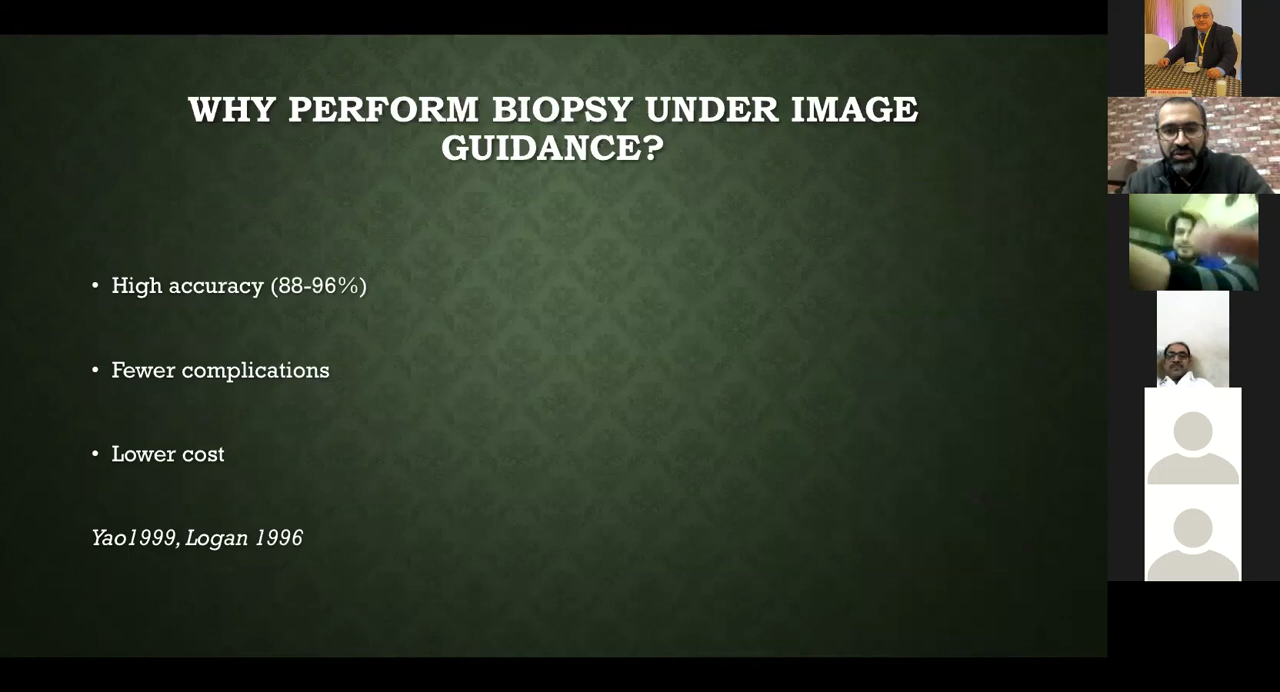 WHY PERFORM BIOPSY UNDER IMAGE
GUIDANCE?
• High accuracy (88-96%)
• Fewer complications
• Lower cost
Yao1999, Logan 1996